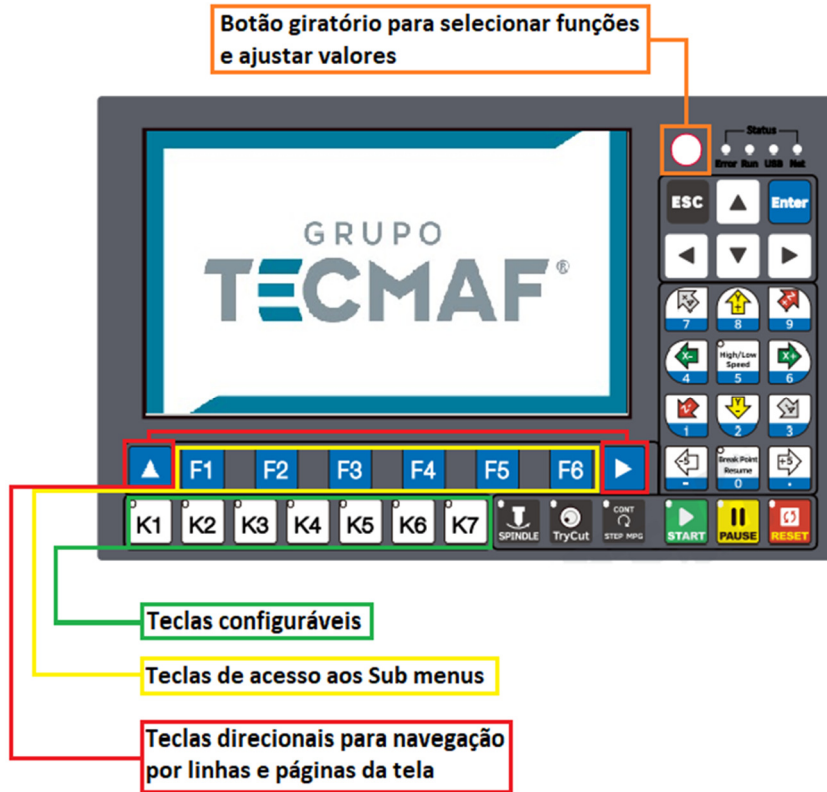 Botão giratório para selecionar funções
e ajustar valores
Status
Error Run USB Net
ESC
Enter
GRUPO
TECMAF®
7
Y+
8
Z+
9
X-
4
High/Low
Speed
5
X+
6
Z-
1
Y-
2
3
F1 F2 F3 F4 F5 F6
-5
-
Break Point
Resume
0
+5
.
K1 K2 K3 K4 K5 K6 K7
SPINDLE
TryCut
CONT
STEP MPG
START
PAUSE
RESET
Teclas configuráveis
Teclas de acesso aos Sub menus
Teclas direcionais para navegação
por linhas e páginas da tela